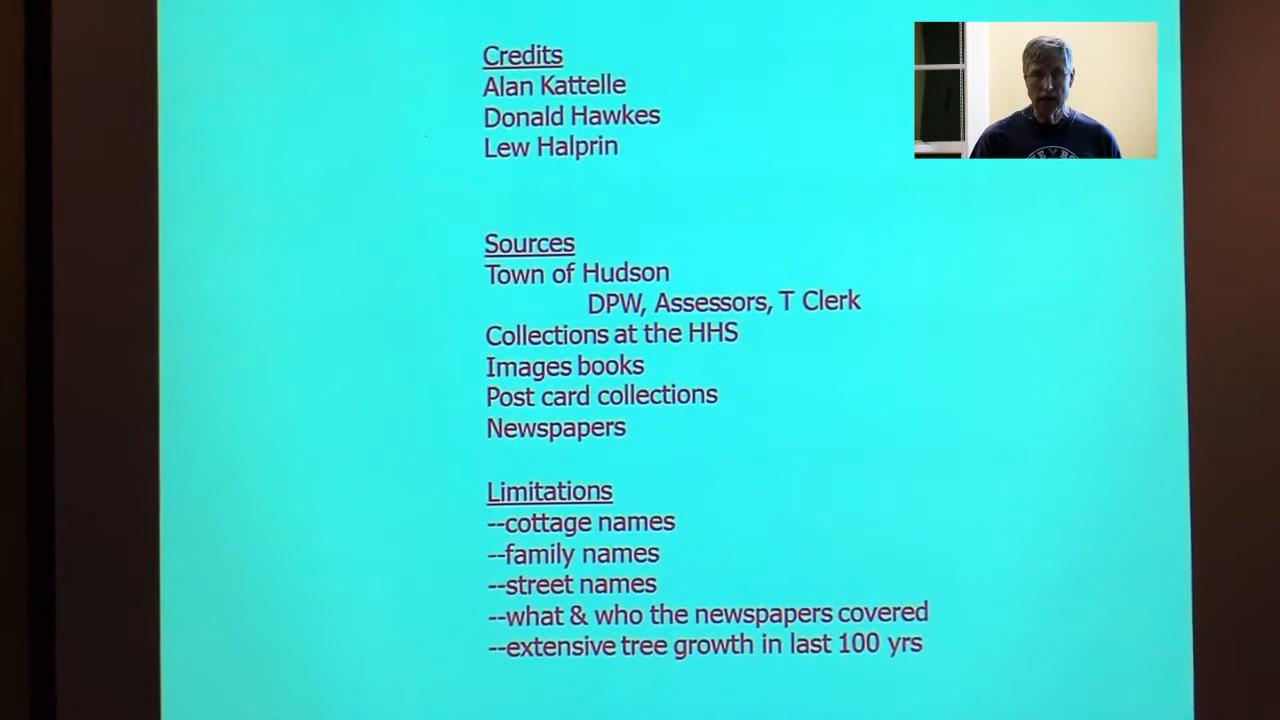 Credits
Alan Kattelle
Donald Hawkes
Lew Halprin
Sources
Town of Hudson
DPW, Assessors, T Clerk
Collections at the HHS
Images books
Post card collections
Newspapers
Limitations
--cottage names
--family names
--street names
--what & who the newspapers covered
--extensive tree growth in last 100 yrs